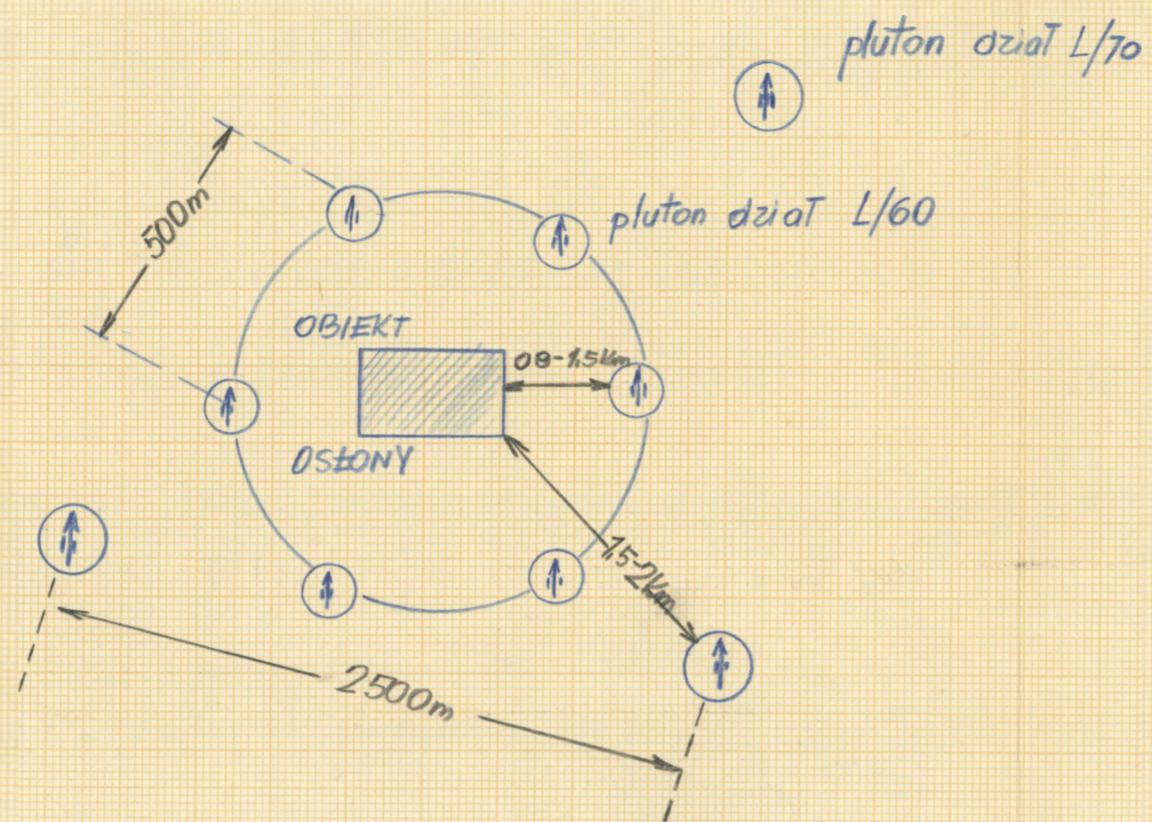 pluton dział L/70
pluton dział L/60
500m
OBIEKT
08-1,5km
OSŁONY
1,5-2km
2500m